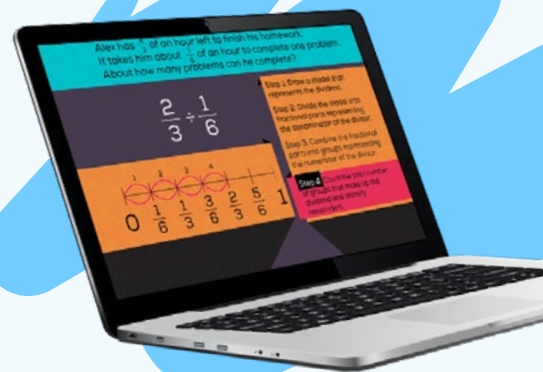 Alex has 2/3 of an hour left to finish his homework.
It takes him about 1/6 of an hour to complete one problem.
About how many problems can he complete?
2/3 ÷ 1/6
Step 1: Draw a model that
represents the dividend.
Step 2: Divide the model into
fractional parts representing
the denominator of the divisor.
Step 3: Combine the fractional
parts into groups representing
the numerator of the divisor.
Step 4: Count the total number
of groups that make up the
dividend and identify
remainders.
1 2 3 4
0 1/6 1/3 3/6 2/3 5/6 1